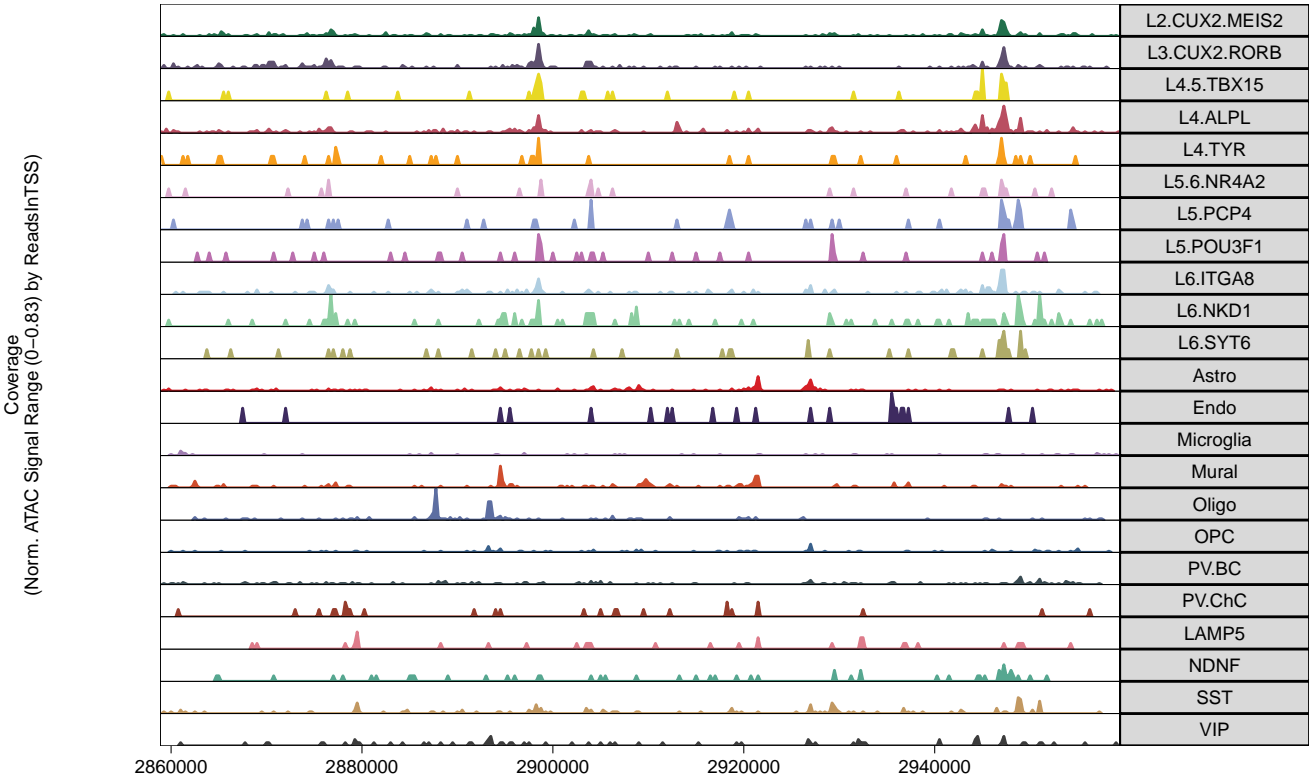 Coverage
(Norm. ATAC Signal Range (0−0.83) by ReadsInTSS)
L2.CUX2.MEIS2
L3.CUX2.RORB
L4.5.TBX15
L4.ALPL
L4.TYR
L5.6.NR4A2
L5.PCP4
L5.POU3F1
L6.ITGA8
L6.NKD1
L6.SYT6
Astro
Endo
Microglia
Mural
Oligo
OPC
PV.BC
PV.ChC
LAMP5
NDNF
SST
VIP
2860000 2880000 2900000 2920000 2940000